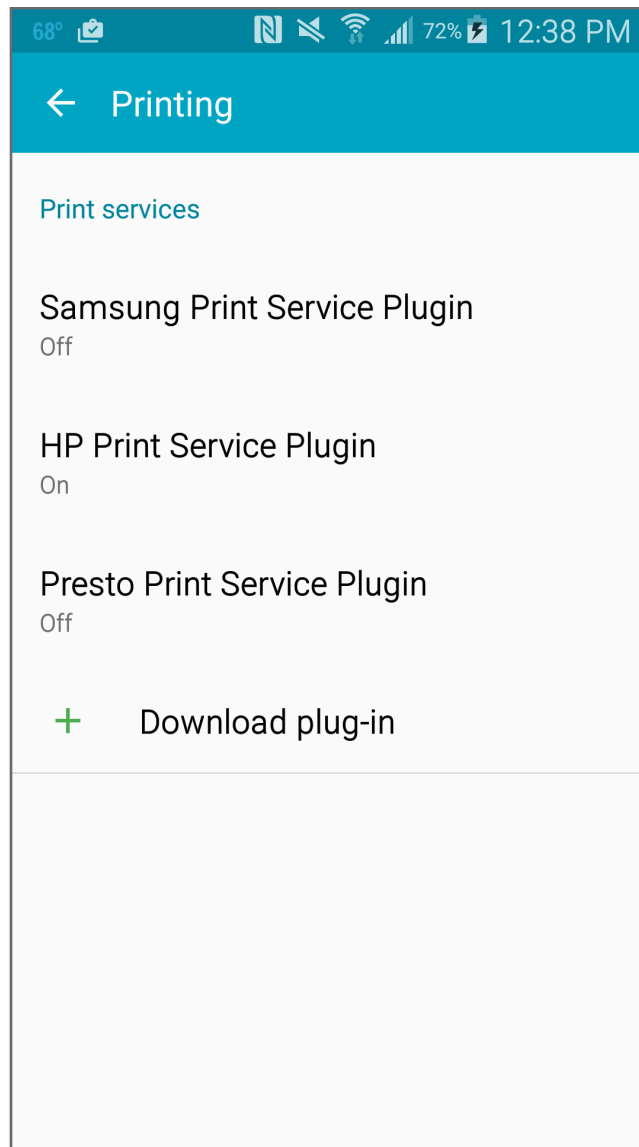 68° 72% 12:38 PM
Printing
Print services
Samsung Print Service Plugin
Off
HP Print Service Plugin
On
Presto Print Service Plugin
Off
+ Download plug-in